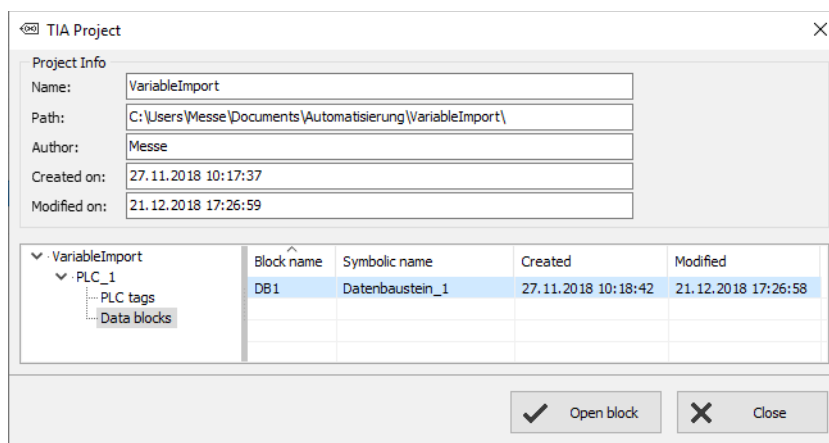 TIA Project
Project Info
Name: VariableImport
Path: C:\Users\Messe\Documents\Automatisierung\VariableImport\
Author: Messe
Created on: 27.11.2018 10:17:37
Modified on: 21.12.2018 17:26:59
VariableImport
PLC_1
PLC tags
Data blocks
Block name Symbolic name Created Modified
DB1 Datenbaustein_1 27.11.2018 10:18:42 21.12.2018 17:26:58
Open block Close